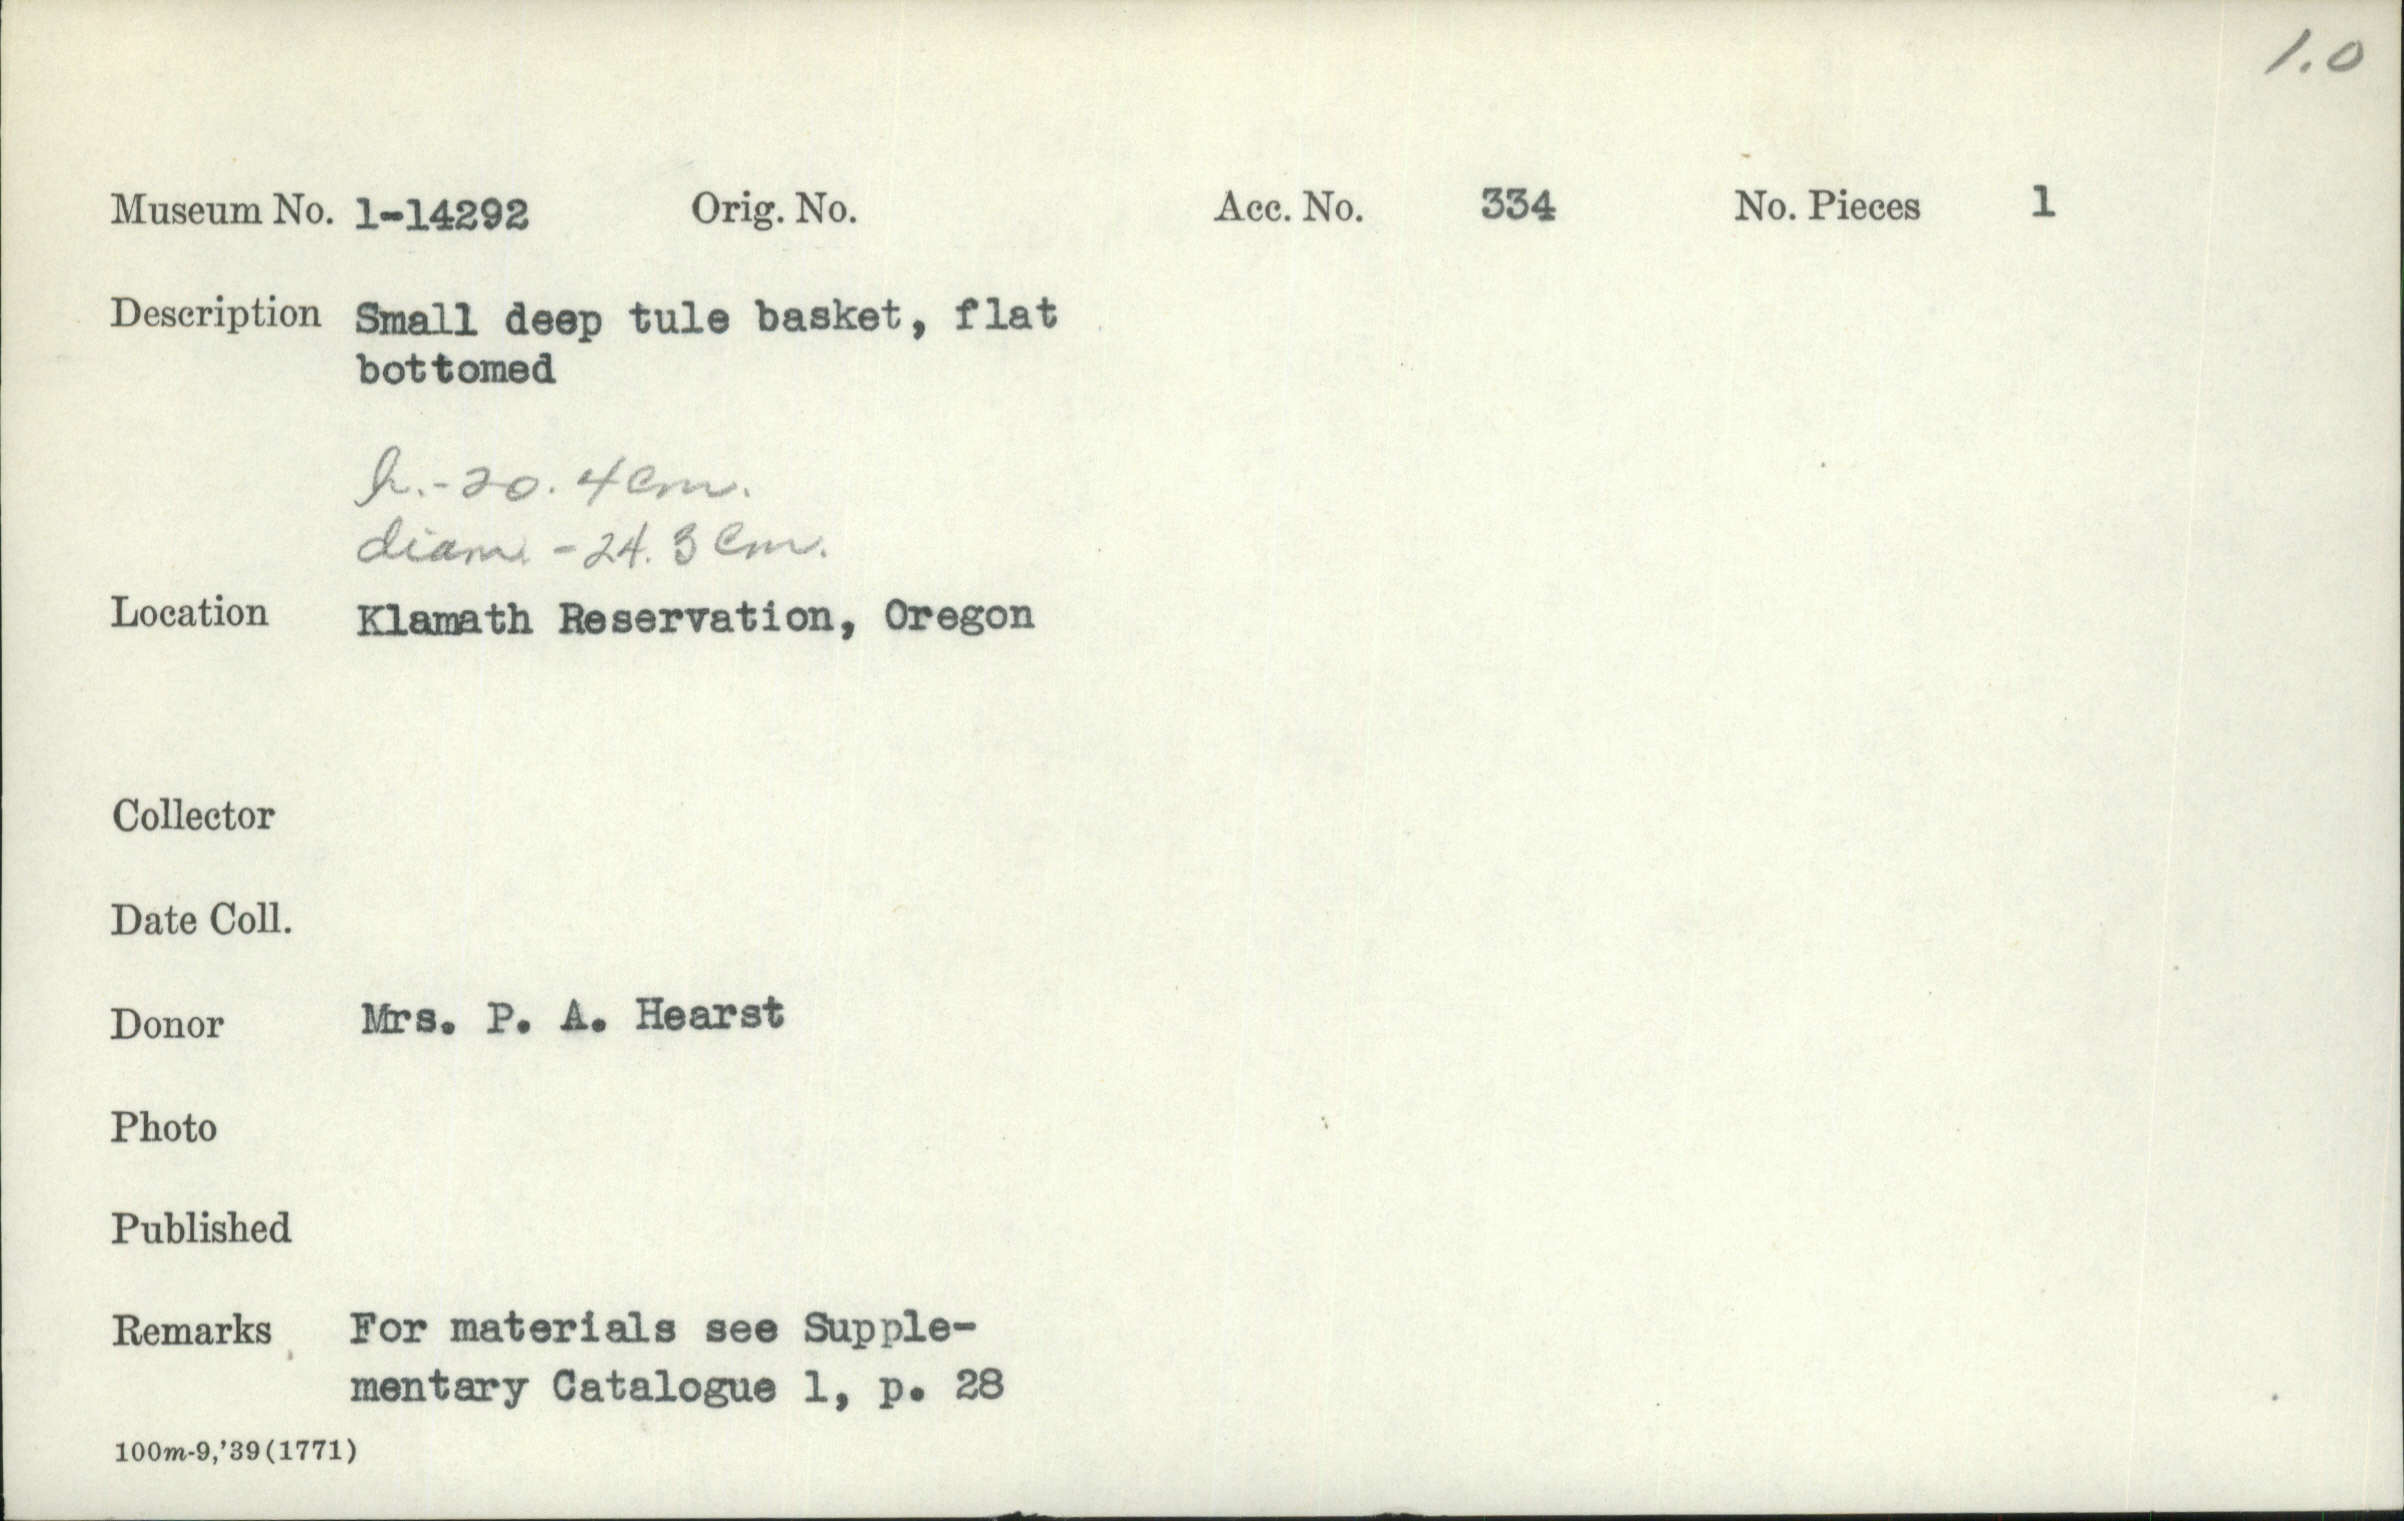 1.0
Museum No. 1-14292 Orig. No. Acc. No. 334 No. Pieces 1
Description Small deep tule basket, flat
bottomed
h.-20.4cm.
diam. -24.3 cm.
Location Klamath Reservation, Oregon
Collector
Date Coll.
Donor Mrs. P. A. Hearst
Photo
Published
Remarks For materials see Supple-
mentary Catalogue 1, p. 28
100m-9,'39(1771)